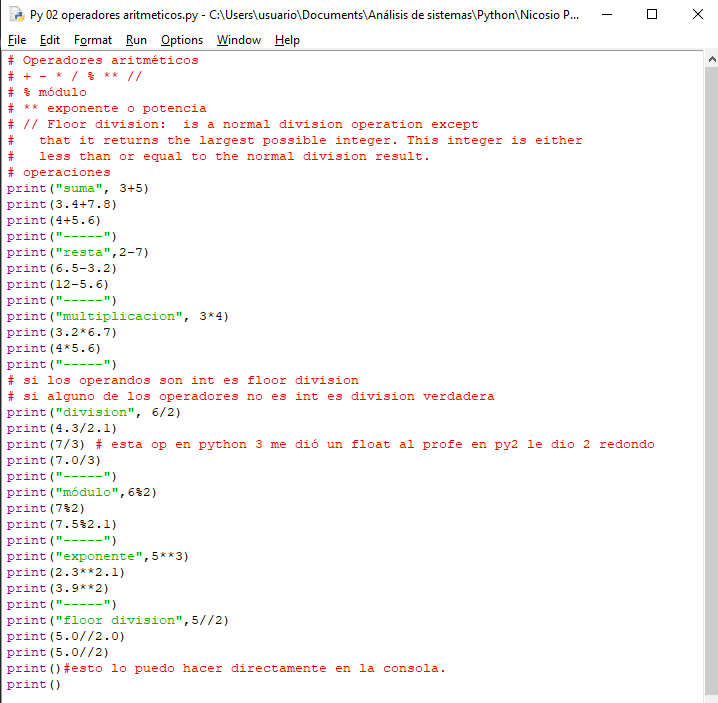 Py 02 operadores aritmeticos.py - C:\Users\usuario\Documents\Análisis de sistemas\Python\Nicosio P...
File Edit Format Run Options Window Help
# Operadores aritméticos
# + - * / % ** //
# % módulo
# ** exponente o potencia
# // Floor division:  is a normal division operation except
#   that it returns the largest possible integer. This integer is either
#   less than or equal to the normal division result.
# operaciones
print("suma", 3+5)
print(3.4+7.8)
print(4+5.6)
print("-----")
print("resta",2-7)
print(6.5-3.2)
print(12-5.6)
print("-----")
print("multiplicacion", 3*4)
print(3.2*6.7)
print(4*5.6)
print("-----")
# si los operandos son int es floor division
# si alguno de los operadores no es int es division verdadera
print("division", 6/2)
print(4.3/2.1)
print(7/3) # esta op en python 3 me dió un float al profe en py2 le dio 2 redondo
print(7.0/3)
print("-----")
print("módulo",6%2)
print(7%2)
print(7.5%2.1)
print("-----")
print("exponente",5**3)
print(2.3**2.1)
print(3.9**2)
print("-----")
print("floor division",5//2)
print(5.0//2.0)
print(5.0//2)
print()#esto lo puedo hacer directamente en la consola.
print()